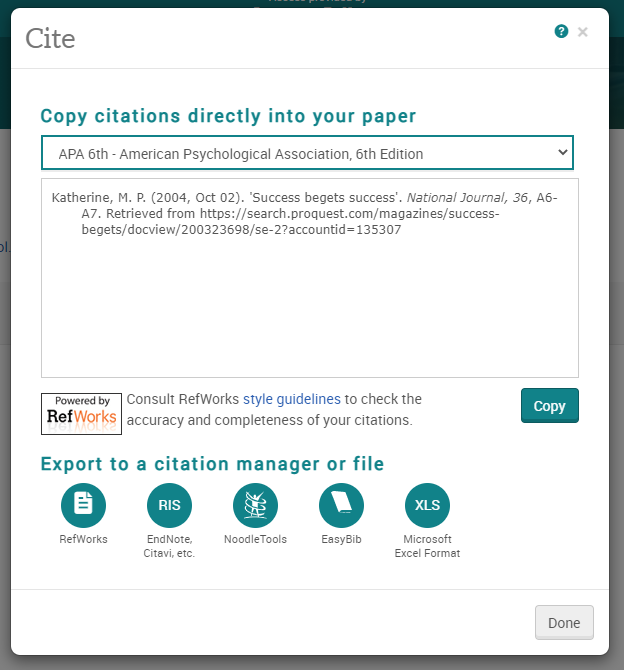 Cite
?
×
Copy citations directly into your paper
APA 6th - American Psychological Association, 6th Edition
Katherine, M. P. (2004, Oct 02). 'Success begets success'. National Journal, 36, A6-
A7. Retrieved from https://search.proquest.com/magazines/success-
begets/docview/200323698/se-2?accountid=135307
Powered by
RefWorks
Consult RefWorks style guidelines to check the
accuracy and completeness of your citations.
Copy
Export to a citation manager or file
RIS
XLS
RefWorks
EndNote,
Citavi, etc.
NoodleTools
EasyBib
Microsoft
Excel Format
Done